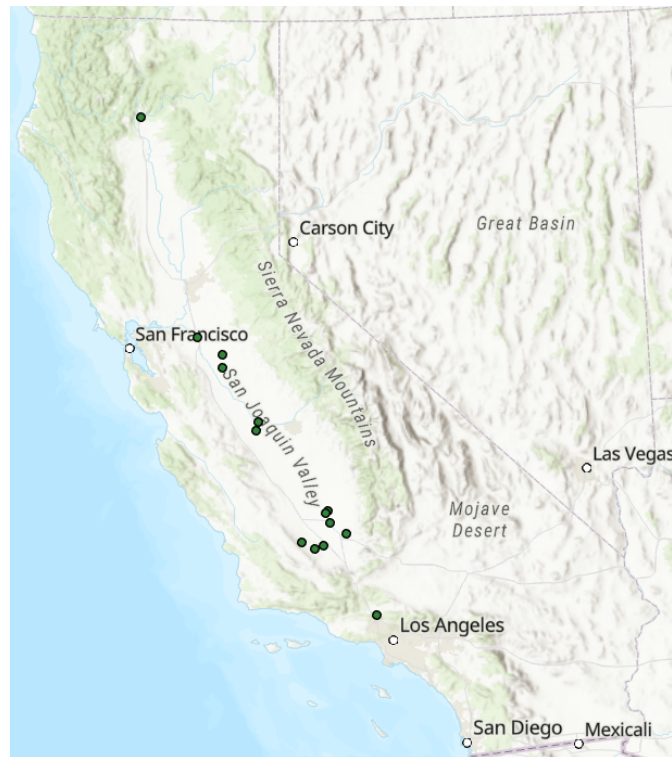 Carson City
Great Basin
Sierra Nevada Mountains
San Francisco
San Joaquin Valley
Las Vegas
Mojave
Desert
Los Angeles
San Diego
Mexicali